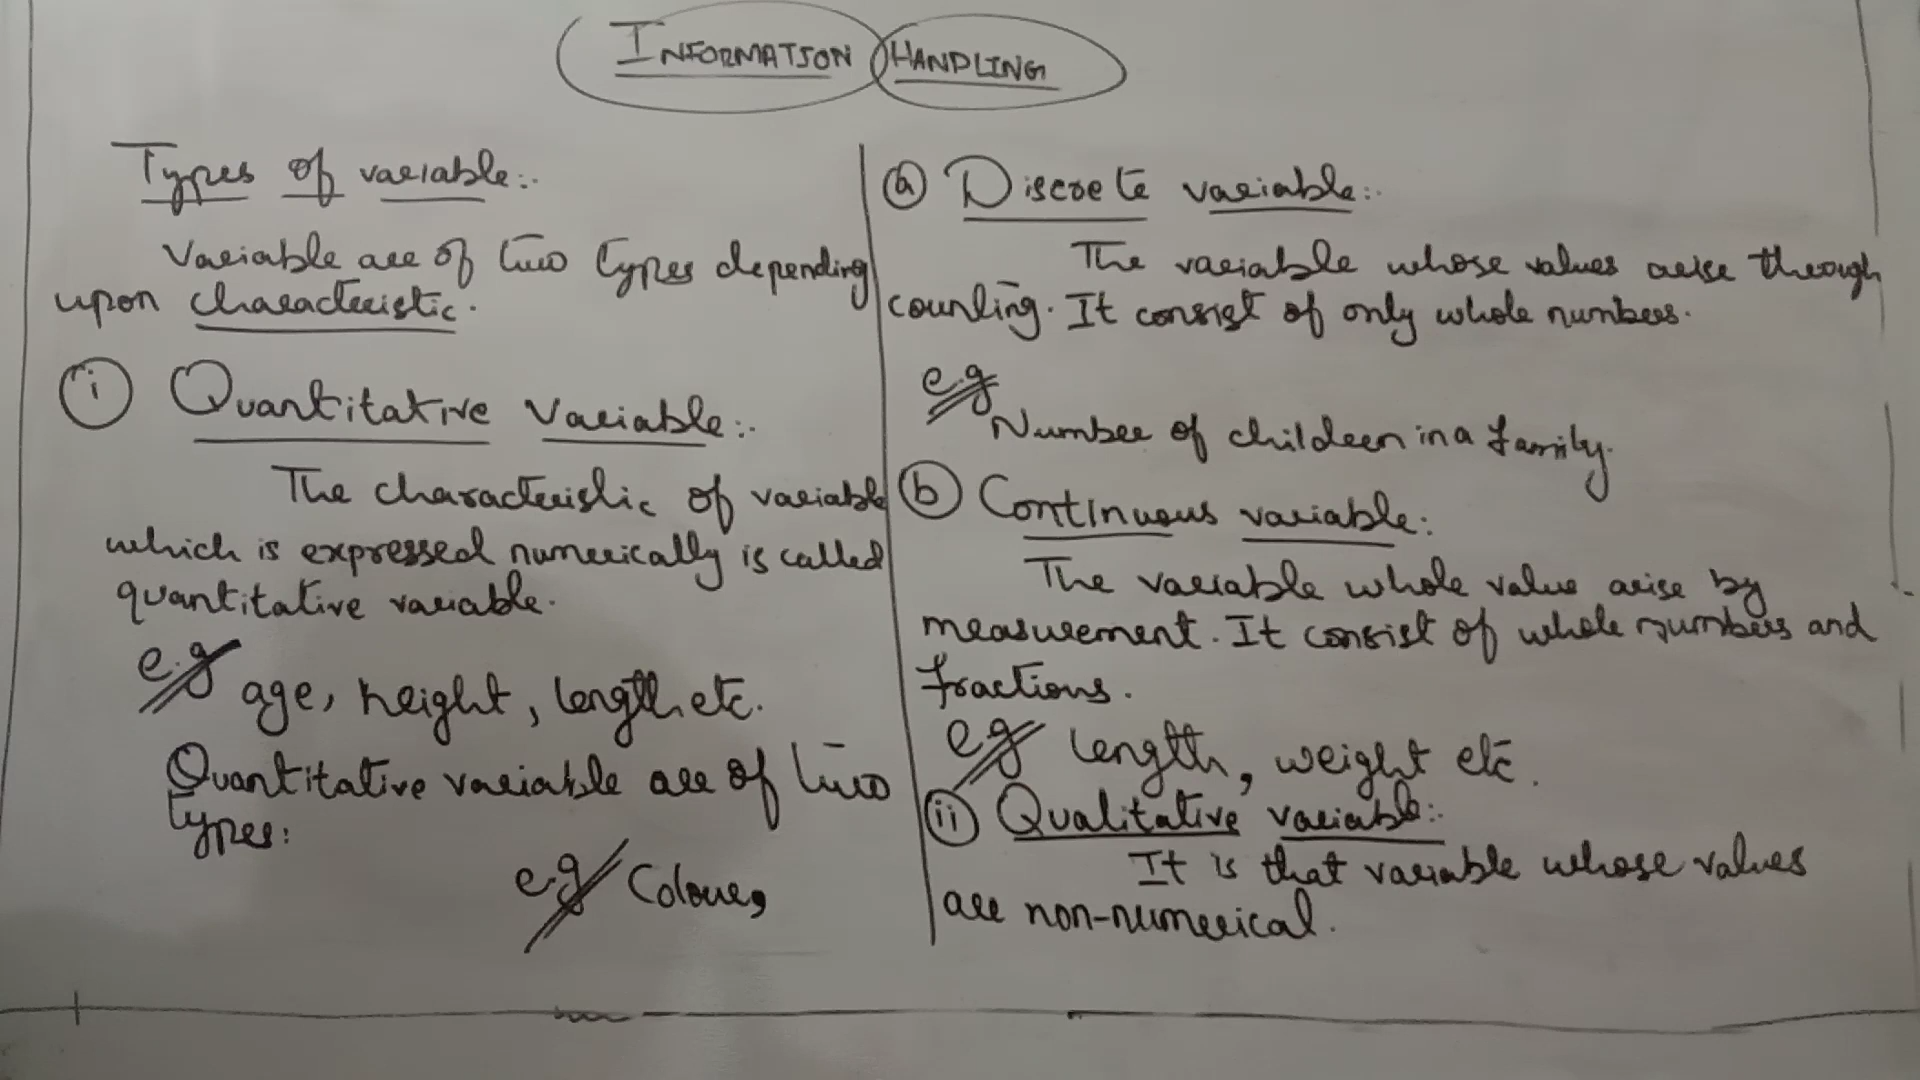 INFORMATION HANDLING
Types of variable:.
Variable are of two types depending
upon characteristic.
(i) Quantitative Variable:.
The characteristic of variable
which is expressed numerically is called
quantitative variable.
e.g age, height, length, etc.
Quantitative variable are of two
types:
e.g Colour,
(a) Discrete variable:.
The variable whose values arise through
counting. It consist of only whole numbers.
e.g
Number of children in a family.
(b) Continuous variable:
The variable whole value arise by
measurement. It consist of whole numbers and
fractions.
e.g length, weight etc.
(ii) Qualitative variable:.
It is that variable whose values
are non-numerical.